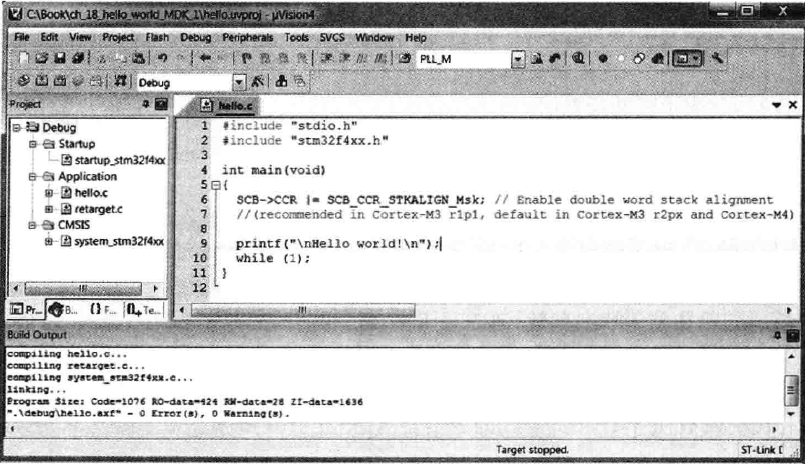 C:\Book\ch_18_hello_world_MDK_1\hello.uvproj - µVision4
File Edit View Project Flash Debug Peripherals Tools SVCS Window Help
PLL_M
Debug
Project
hello.c
Debug
Startup
startup_stm32f4xx
Application
hello.c
retarget.c
CMSIS
system_stm32f4xx
Pr... B... {} F... 0 Te...
1 #include "stdio.h"
2 #include "stm32f4xx.h"
3
4 int main(void)
5 {
6 SCB->CCR |= SCB_CCR_STKALIGN_Msk; // Enable double word stack alignment
7 //(recommended in Cortex-M3 r1p1, default in Cortex-M3 r2px and Cortex-M4)
8
9 printf("\nHello world!\n");
10 while (1);
11 }
12
Build Output
compiling hello.c...
compiling retarget.c...
compiling system_stm32f4xx.c...
linking...
Program Size: Code=1076 RO-data=424 RW-data=28 ZI-data=1636
".\debug\hello.axf" - 0 Error(s), 0 Warning(s).
Target stopped.
ST-Link